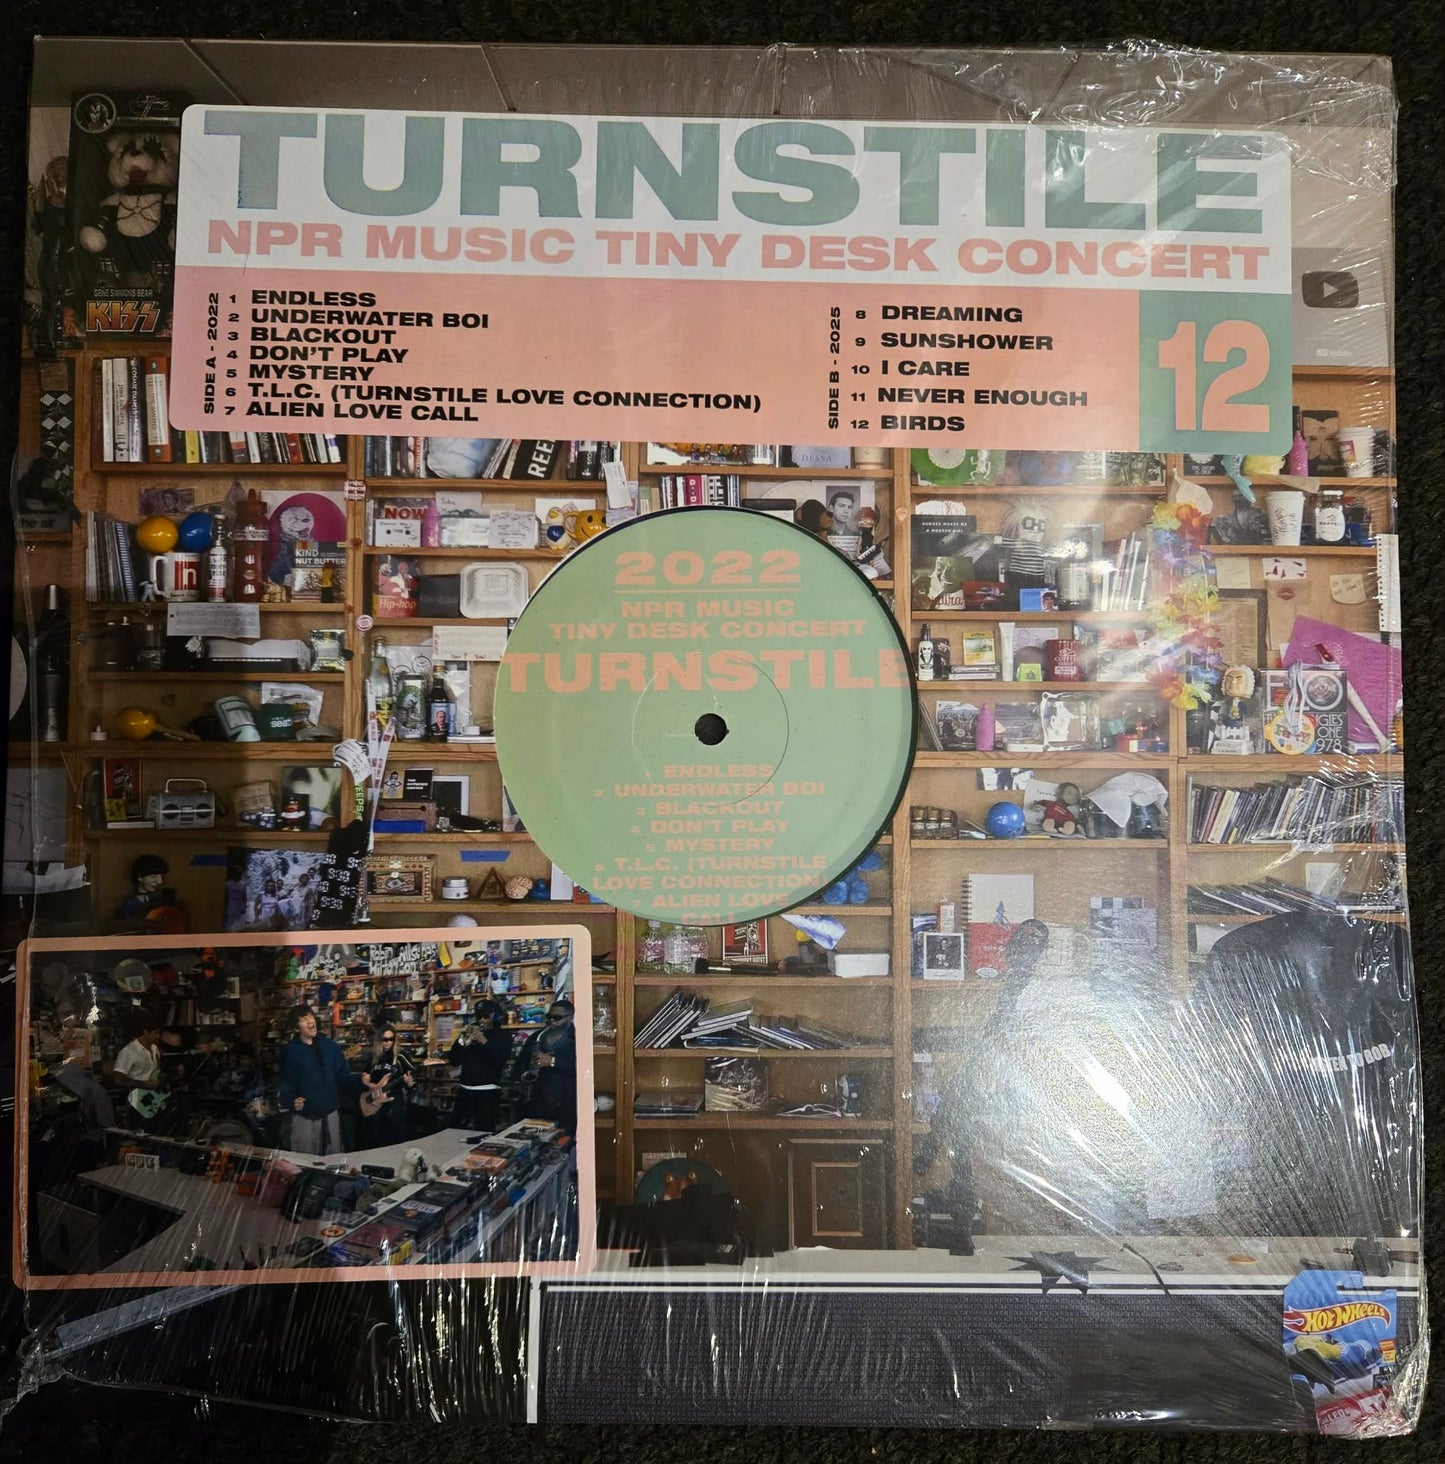 TURNSTILE
NPR MUSIC TINY DESK CONCERT
SIDE A - 2022
1 ENDLESS
2 UNDERWATER BOI
3 BLACKOUT
4 DON'T PLAY
5 MYSTERY
6 T.L.C. (TURNSTILE LOVE CONNECTION)
7 ALIEN LOVE CALL
SIDE B - 2025
8 DREAMING
9 SUNSHOWER
10 I CARE
11 NEVER ENOUGH
12 BIRDS
12
GENE SIMMONS BEAR
KISS
DESSA
NOW
KIND
NUT BUTTER
Hip-hop
2022
NPR MUSIC
TINY DESK CONCERT
TURNSTILE
1 ENDLESS
2 UNDERWATER BOI
3 BLACKOUT
4 DON'T PLAY
5 MYSTERY
6 T.L.C. (TURNSTILE
LOVE CONNECTION)
7 ALIEN LOVE
CALL
HOT WHEELS